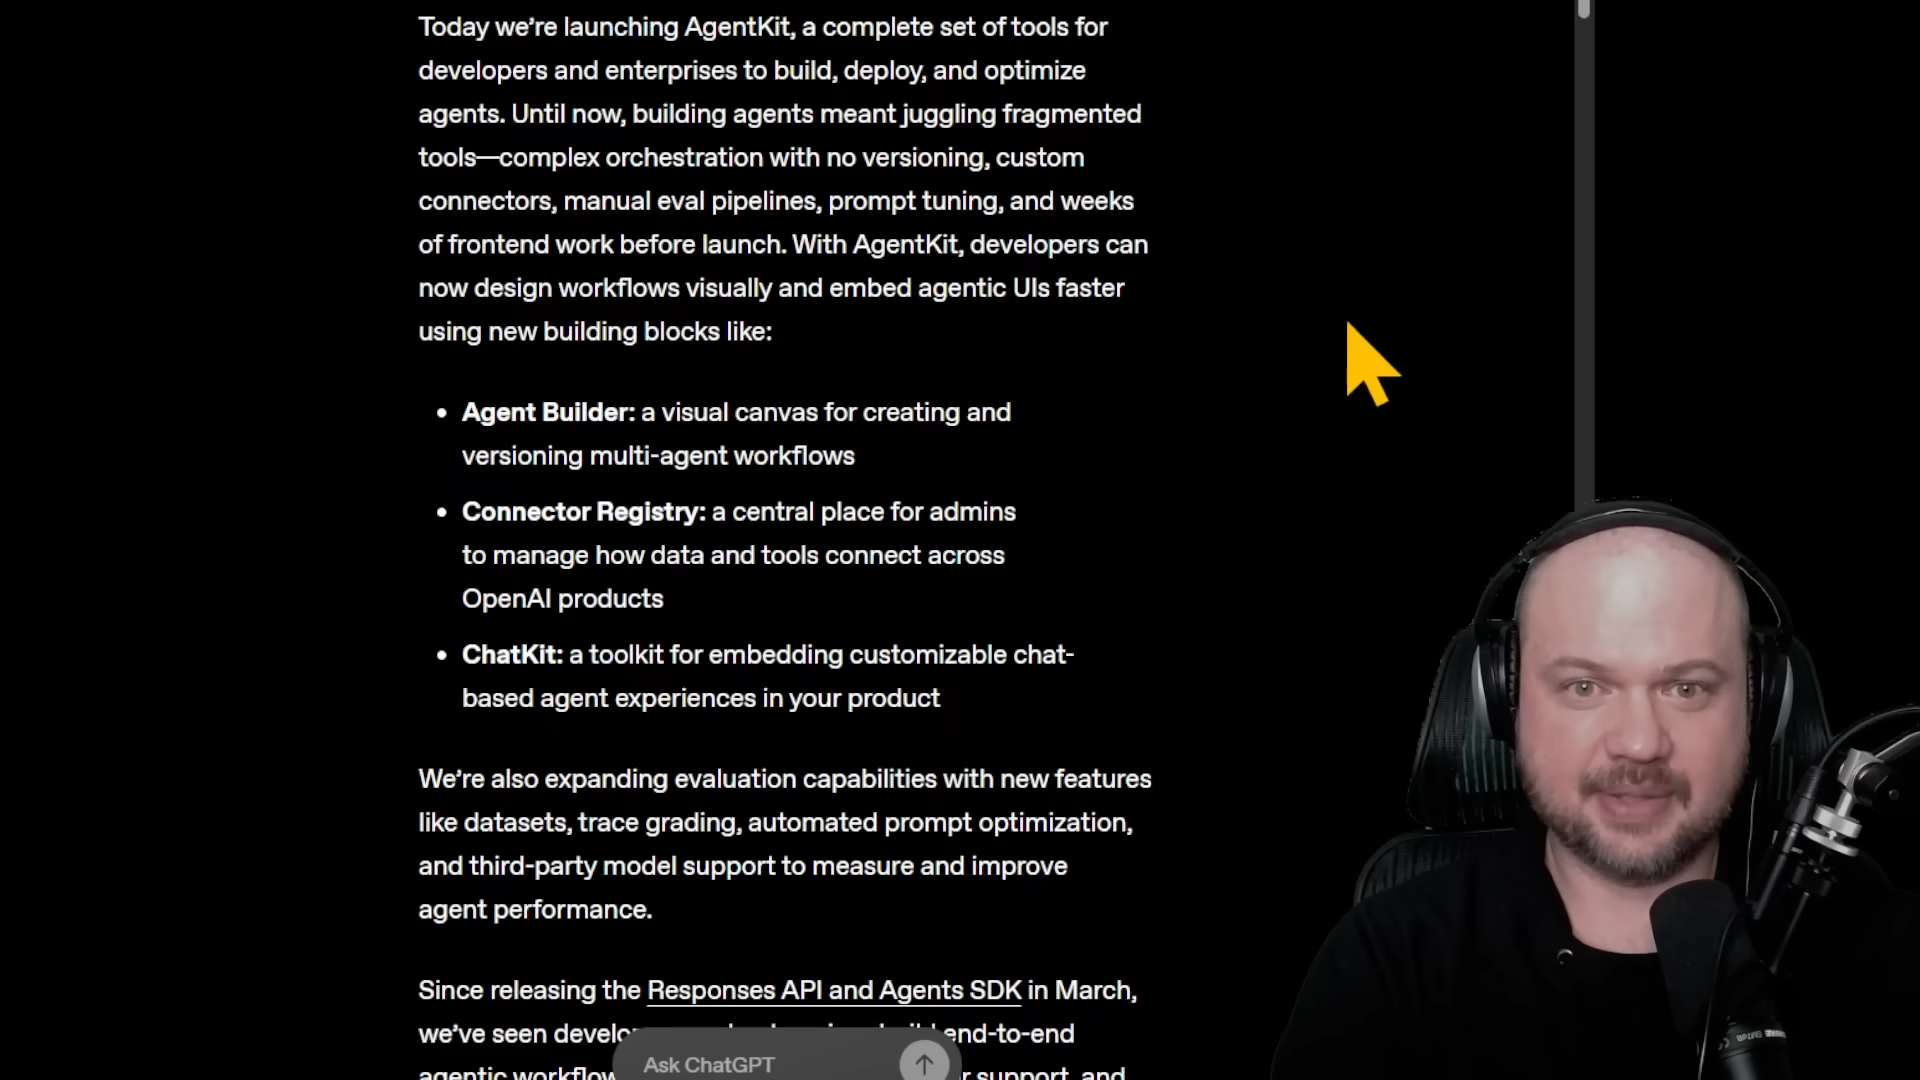 Today we're launching AgentKit, a complete set of tools for
developers and enterprises to build, deploy, and optimize
agents. Until now, building agents meant juggling fragmented
tools—complex orchestration with no versioning, custom
connectors, manual eval pipelines, prompt tuning, and weeks
of frontend work before launch. With AgentKit, developers can
now design workflows visually and embed agentic UIs faster
using new building blocks like:
• Agent Builder: a visual canvas for creating and
versioning multi-agent workflows
• Connector Registry: a central place for admins
to manage how data and tools connect across
OpenAI products
• ChatKit: a toolkit for embedding customizable chat-
based agent experiences in your product
We're also expanding evaluation capabilities with new features
like datasets, trace grading, automated prompt optimization,
and third-party model support to measure and improve
agent performance.
Since releasing the Responses API and Agents SDK in March,
we've seen end-to-end
agentic support, and
Ask ChatGPT